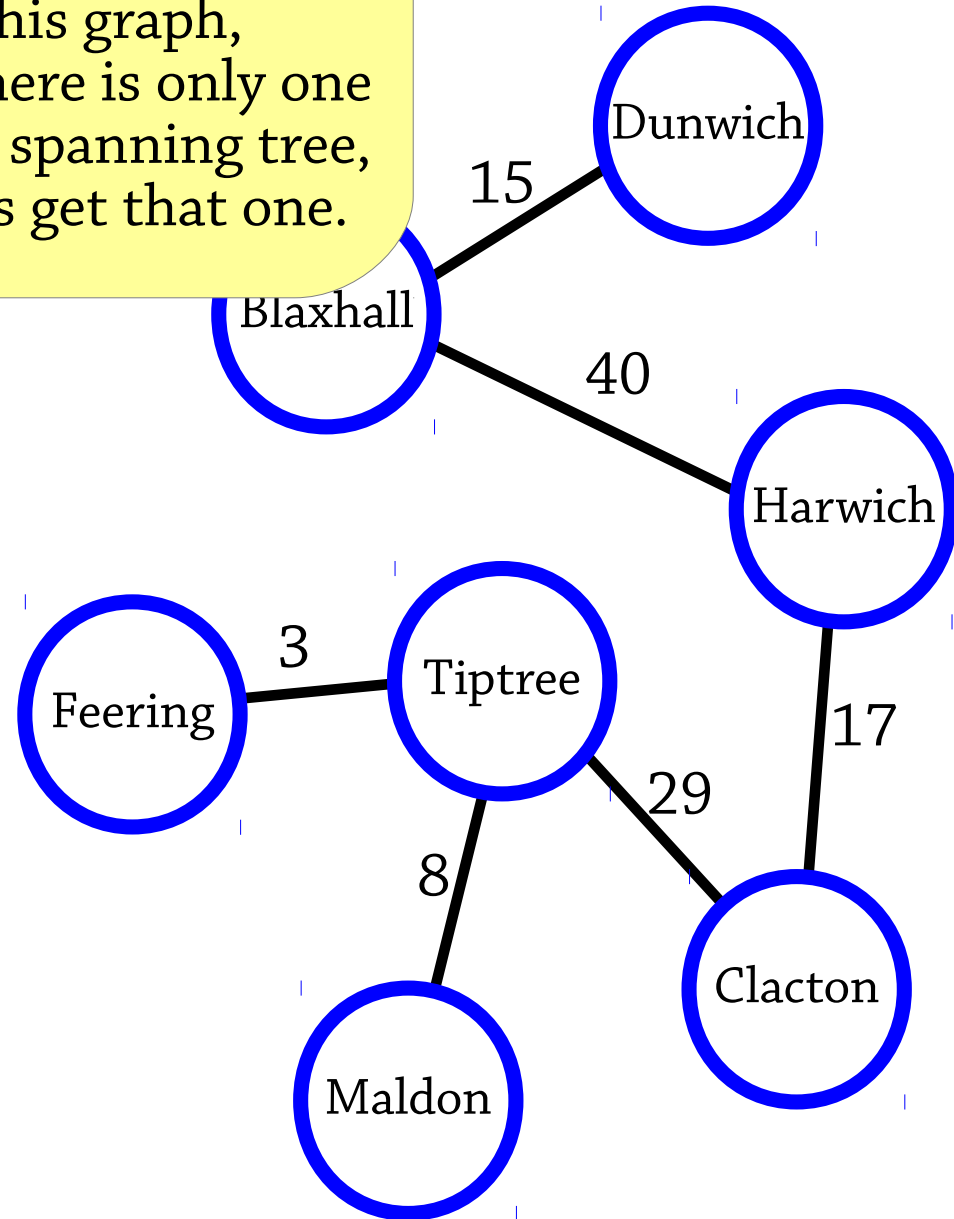 his graph,
here is only one
spanning tree,
s get that one.
Dunwich
15
Blaxhall
40
Harwich
3
Tiptree
Feering
17
29
8
Clacton
Maldon